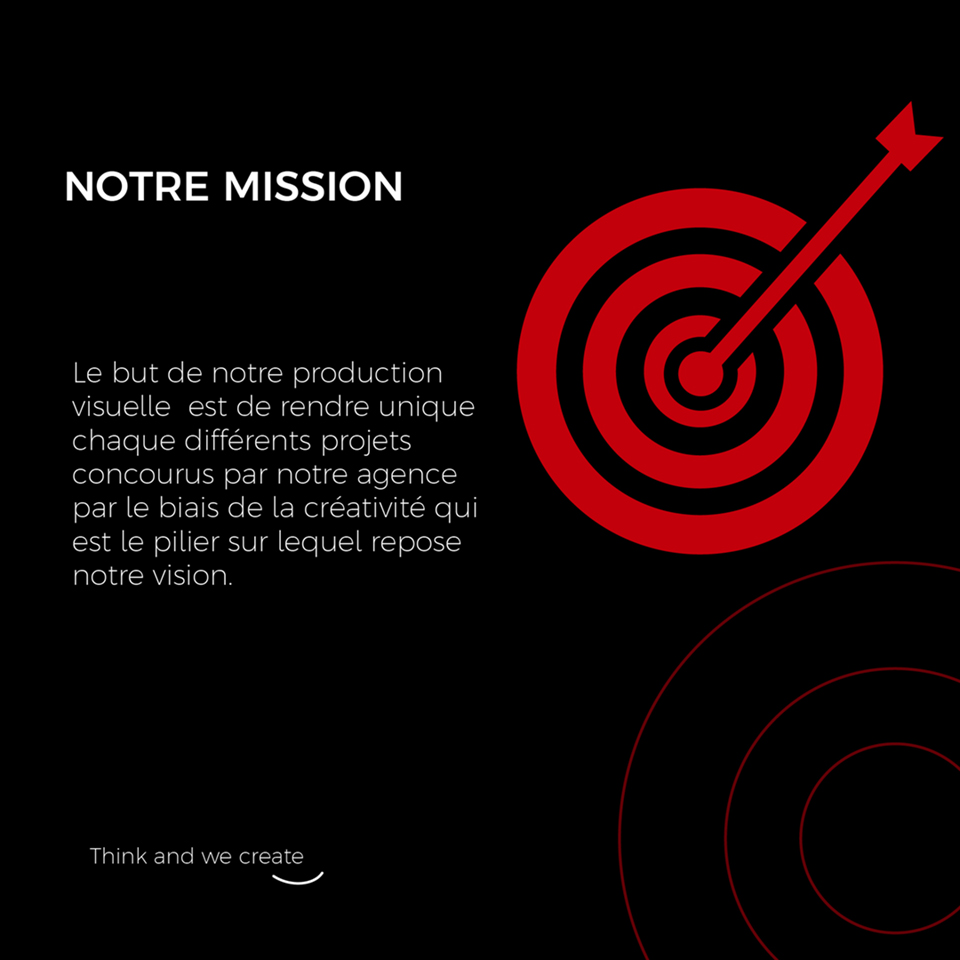 NOTRE MISSION
Le but de notre production
visuelle  est de rendre unique
chaque différents projets
concourus par notre agence
par le biais de la créativité qui
est le pilier sur lequel repose
notre vision.
Think and we create